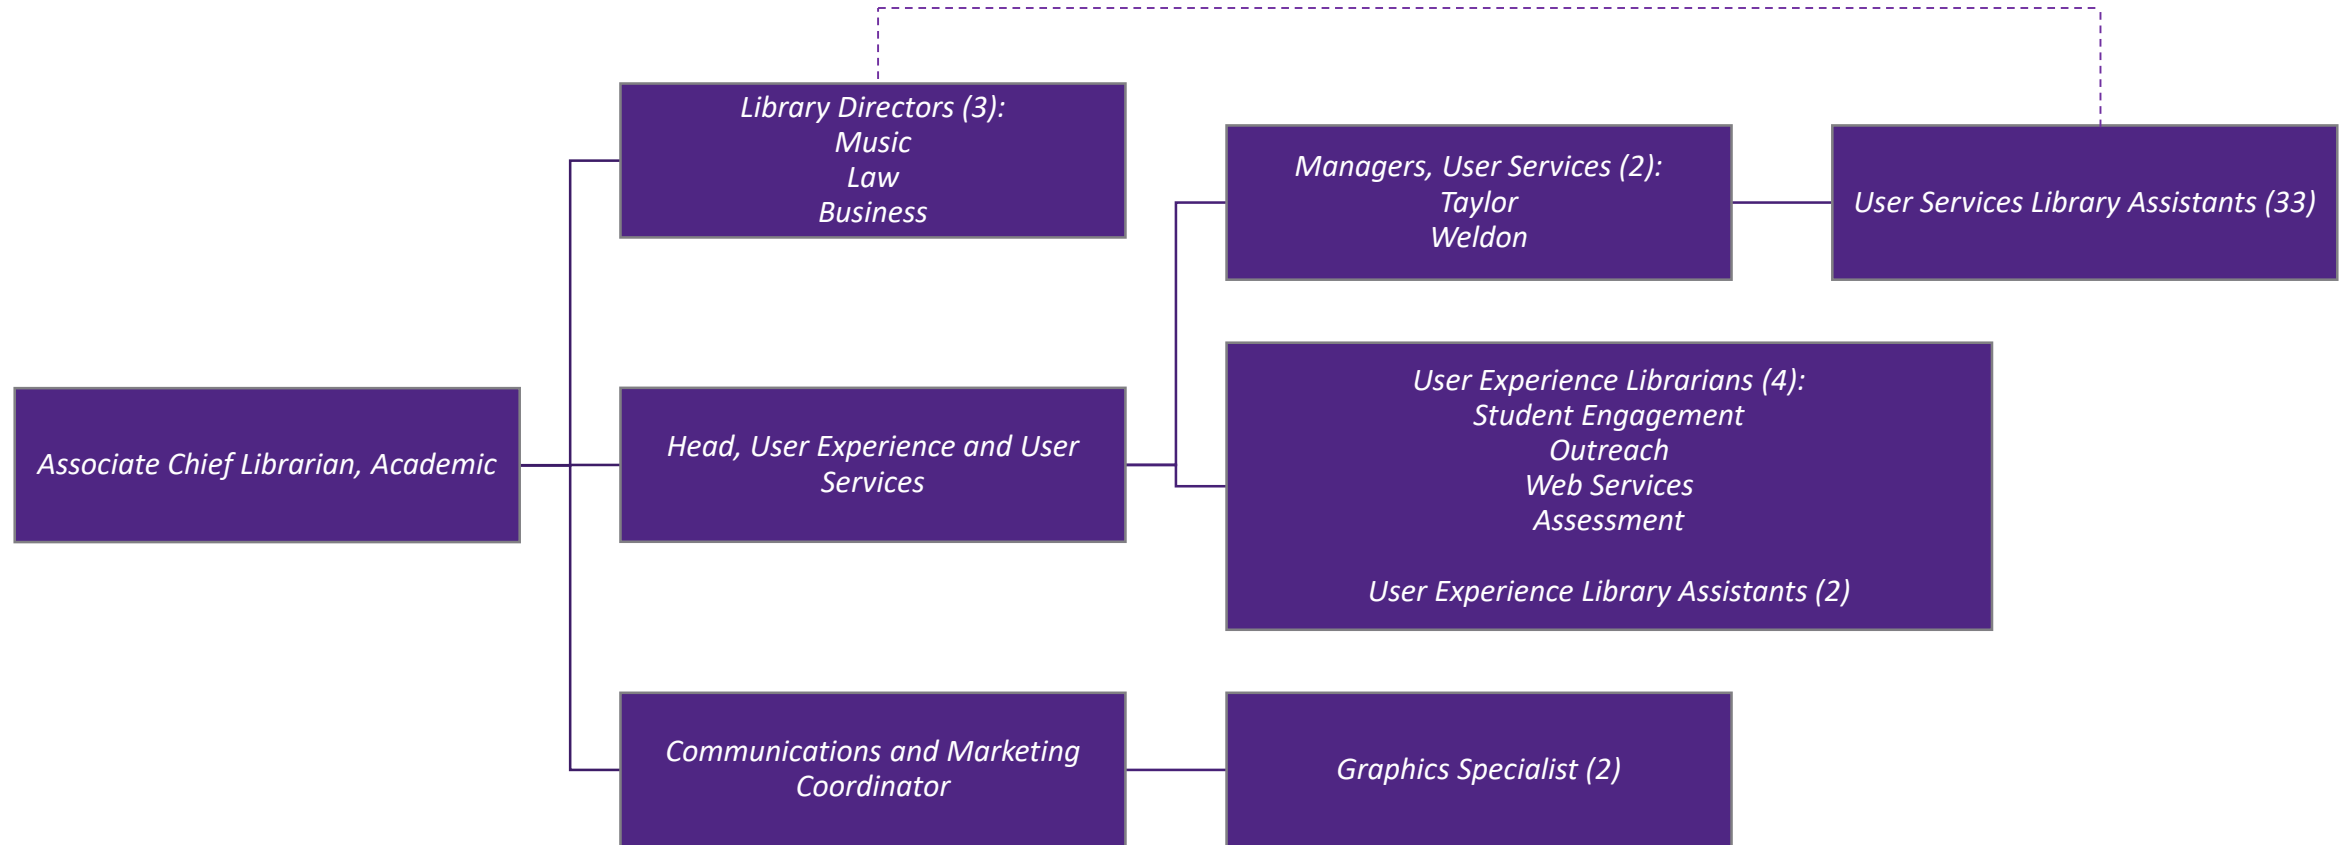 Associate Chief Librarian, Academic
Library Directors (3):
Music
Law
Business
Head, User Experience and User
Services
Managers, User Services (2):
Taylor
Weldon
User Services Library Assistants (33)
User Experience Librarians (4):
Student Engagement
Outreach
Web Services
Assessment
User Experience Library Assistants (2)
Communications and Marketing
Coordinator
Graphics Specialist (2)